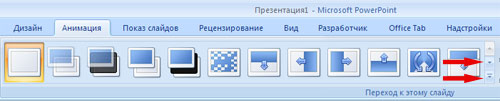 Презентация1 - Microsoft PowerPoint
Дизайн Анимация Показ слайдов Рецензирование Вид Разработчик Office Tab Надстройки
Переход к этому слайду